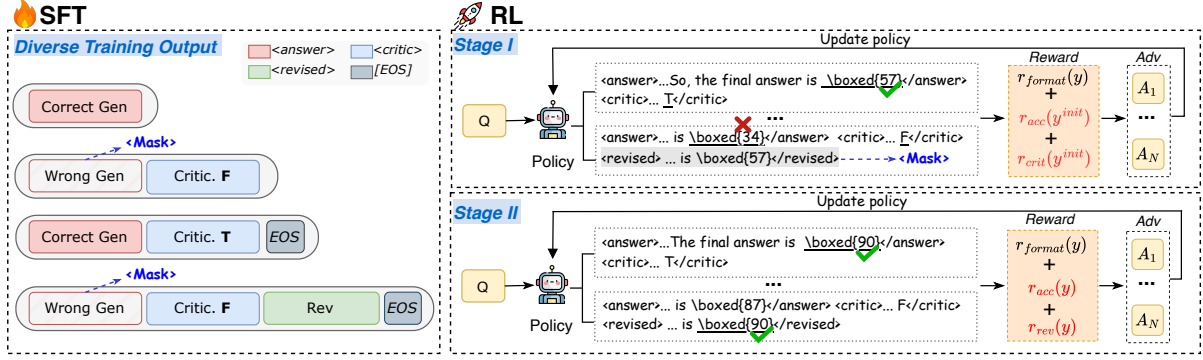 SFT
Diverse Training Output
<answer>
<critic>
<revised>
[EOS]
Correct Gen
<Mask>
Wrong Gen
Critic. F
Correct Gen
Critic. T
EOS
<Mask>
Wrong Gen
Critic. F
Rev
EOS
RL
Stage I
Update policy
Q
Policy
<answer>...So, the final answer is \boxed{57}</answer>
<critic>... T</critic>
...
<answer>... is \boxed{34}</answer> <critic>... F</critic>
<revised> ... is \boxed{57}</revised>
<Mask>
Reward
r_format(y)
+
r_acc(y^init)
+
r_crit(y^init)
Adv
A_1
...
A_N
Stage II
Update policy
Q
Policy
<answer>...The final answer is \boxed{90}</answer>
<critic>... T</critic>
...
<answer>... is \boxed{87}</answer> <critic>... F</critic>
<revised> ... is \boxed{90}</revised>
Reward
r_format(y)
+
r_acc(y)
+
r_rev(y)
Adv
A_1
...
A_N